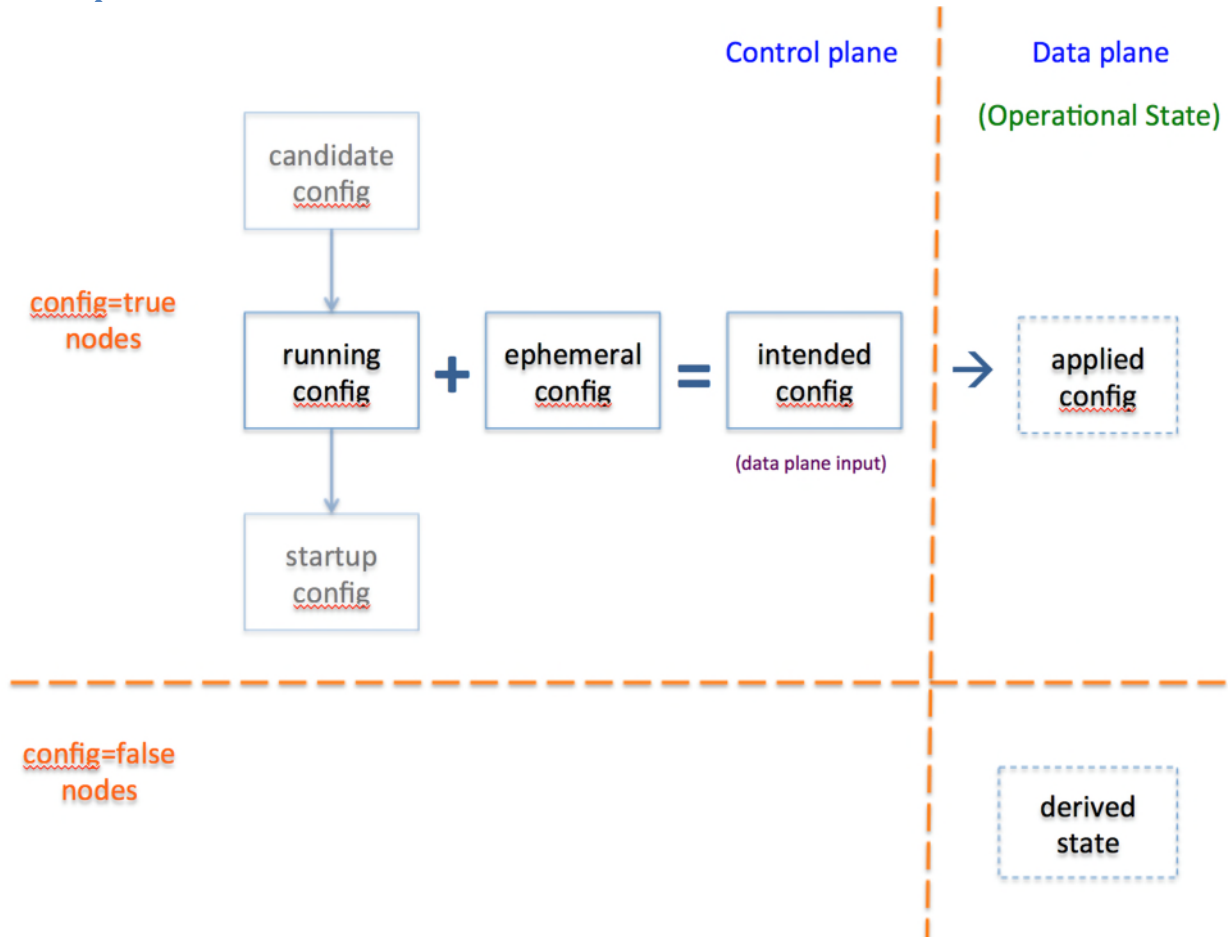 Control plane
Data plane
(Operational State)
candidate
config
config=true
nodes
running
config
+
ephemeral
config
=
intended
config
→
applied
config
(data plane input)
startup
config
config=false
nodes
derived
state